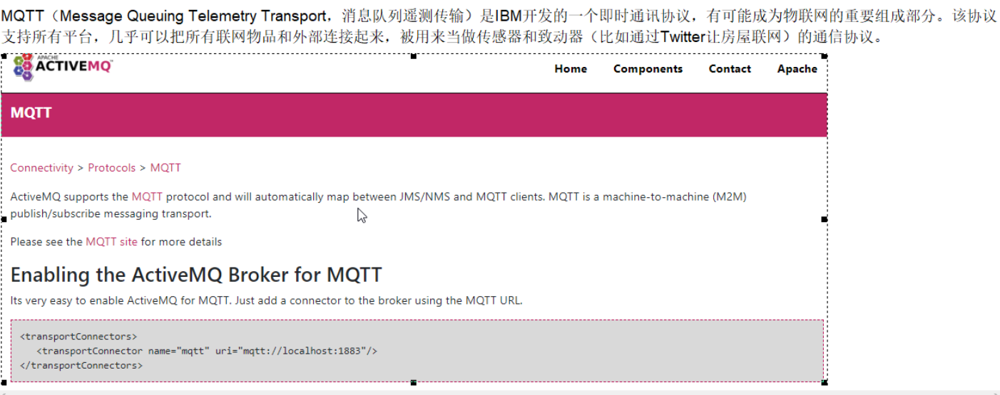 MQTT（Message Queuing Telemetry Transport，消息队列遥测传输）是IBM开发的一个即时通讯协议，有可能成为物联网的重要组成部分。该协议
支持所有平台，几乎可以把所有联网物品和外部连接起来，被用来当做传感器和致动器（比如通过Twitter让房屋联网）的通信协议。
APACHE
ACTIVEMQ™
Home Components Contact Apache
MQTT
Connectivity > Protocols > MQTT
ActiveMQ supports the MQTT protocol and will automatically map between JMS/NMS and MQTT clients. MQTT is a machine-to-machine (M2M)
publish/subscribe messaging transport.
Please see the MQTT site for more details
Enabling the ActiveMQ Broker for MQTT
Its very easy to enable ActiveMQ for MQTT. Just add a connector to the broker using the MQTT URL.
<transportConnectors>
   <transportConnector name="mqtt" uri="mqtt://localhost:1883"/>
</transportConnectors>